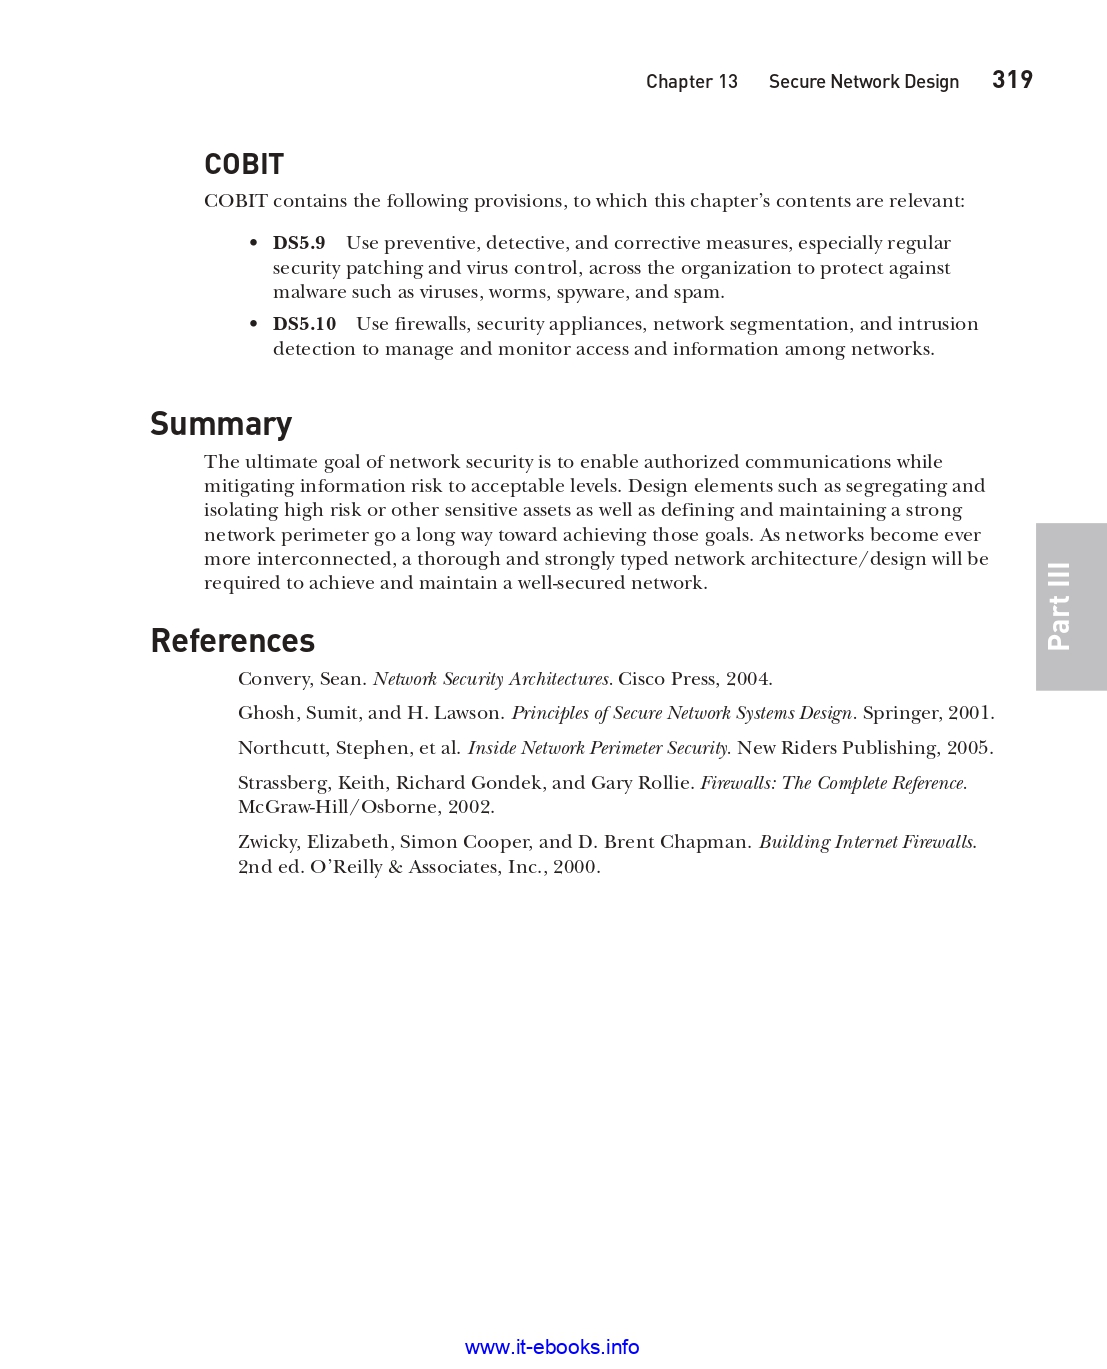 Chapter 13 Secure Network Design 319
COBIT
COBIT contains the following provisions, to which this chapter’s contents are relevant:
• DS5.9 Use preventive, detective, and corrective measures, especially regular
security patching and virus control, across the organization to protect against
malware such as viruses, worms, spyware, and spam.
• DS5.10 Use firewalls, security appliances, network segmentation, and intrusion
detection to manage and monitor access and information among networks.
Summary
The ultimate goal of network security is to enable authorized communications while
mitigating information risk to acceptable levels. Design elements such as segregating and
isolating high risk or other sensitive assets as well as defining and maintaining a strong
network perimeter go a long way toward achieving those goals. As networks become ever
more interconnected, a thorough and strongly typed network architecture/design will be
required to achieve and maintain a well-secured network.
Part III
References
Convery, Sean. Network Security Architectures. Cisco Press, 2004.
Ghosh, Sumit, and H. Lawson. Principles of Secure Network Systems Design. Springer, 2001.
Northcutt, Stephen, et al. Inside Network Perimeter Security. New Riders Publishing, 2005.
Strassberg, Keith, Richard Gondek, and Gary Rollie. Firewalls: The Complete Reference.
McGraw-Hill/Osborne, 2002.
Zwicky, Elizabeth, Simon Cooper, and D. Brent Chapman. Building Internet Firewalls.
2nd ed. O’Reilly & Associates, Inc., 2000.
www.it-ebooks.info